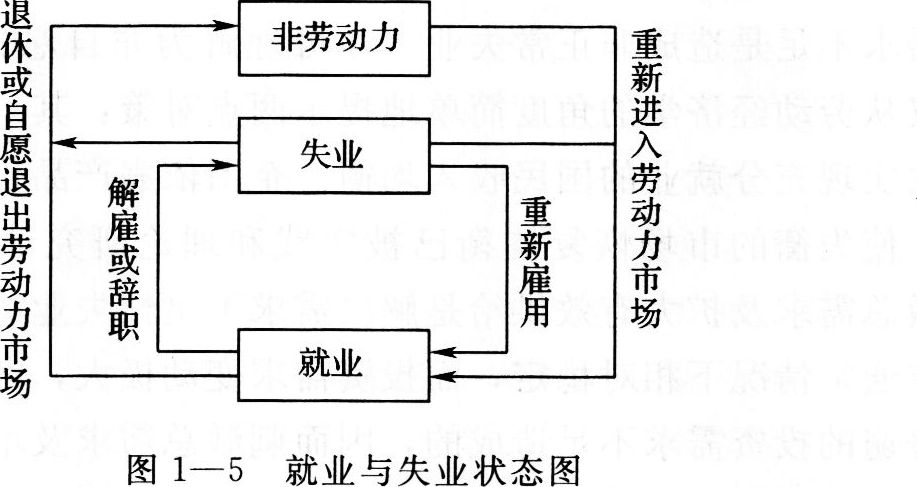 退休或自愿退出劳动力市场
非劳动力
失业
就业
解雇或辞职
重新雇用
重新进入劳动力市场
图 1—5 就业与失业状态图